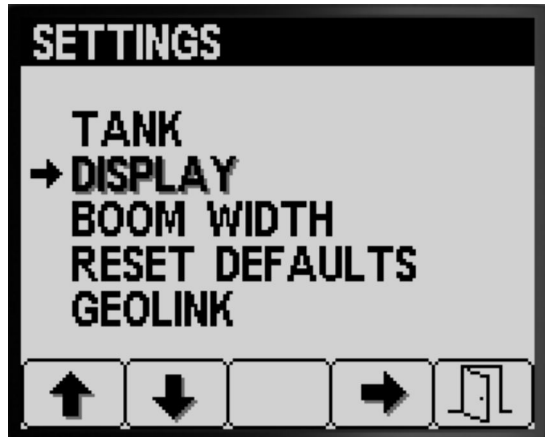 SETTINGS
TANK
DISPLAY
BOOM WIDTH
RESET DEFAULTS
GEOLINK